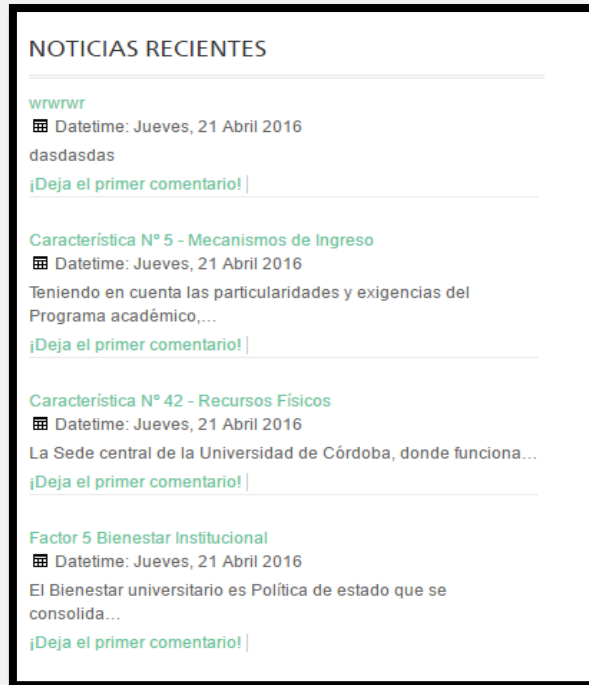 NOTICIAS RECIENTES
wrwrwr
Datetime: Jueves, 21 Abril 2016
dasdasdas
¡Deja el primer comentario!
Característica Nº 5 - Mecanismos de Ingreso
Datetime: Jueves, 21 Abril 2016
Teniendo en cuenta las particularidades y exigencias del
Programa académico,…
¡Deja el primer comentario!
Característica Nº 42 - Recursos Físicos
Datetime: Jueves, 21 Abril 2016
La Sede central de la Universidad de Córdoba, donde funciona…
¡Deja el primer comentario!
Factor 5 Bienestar Institucional
Datetime: Jueves, 21 Abril 2016
El Bienestar universitario es Política de estado que se
consolida…
¡Deja el primer comentario!